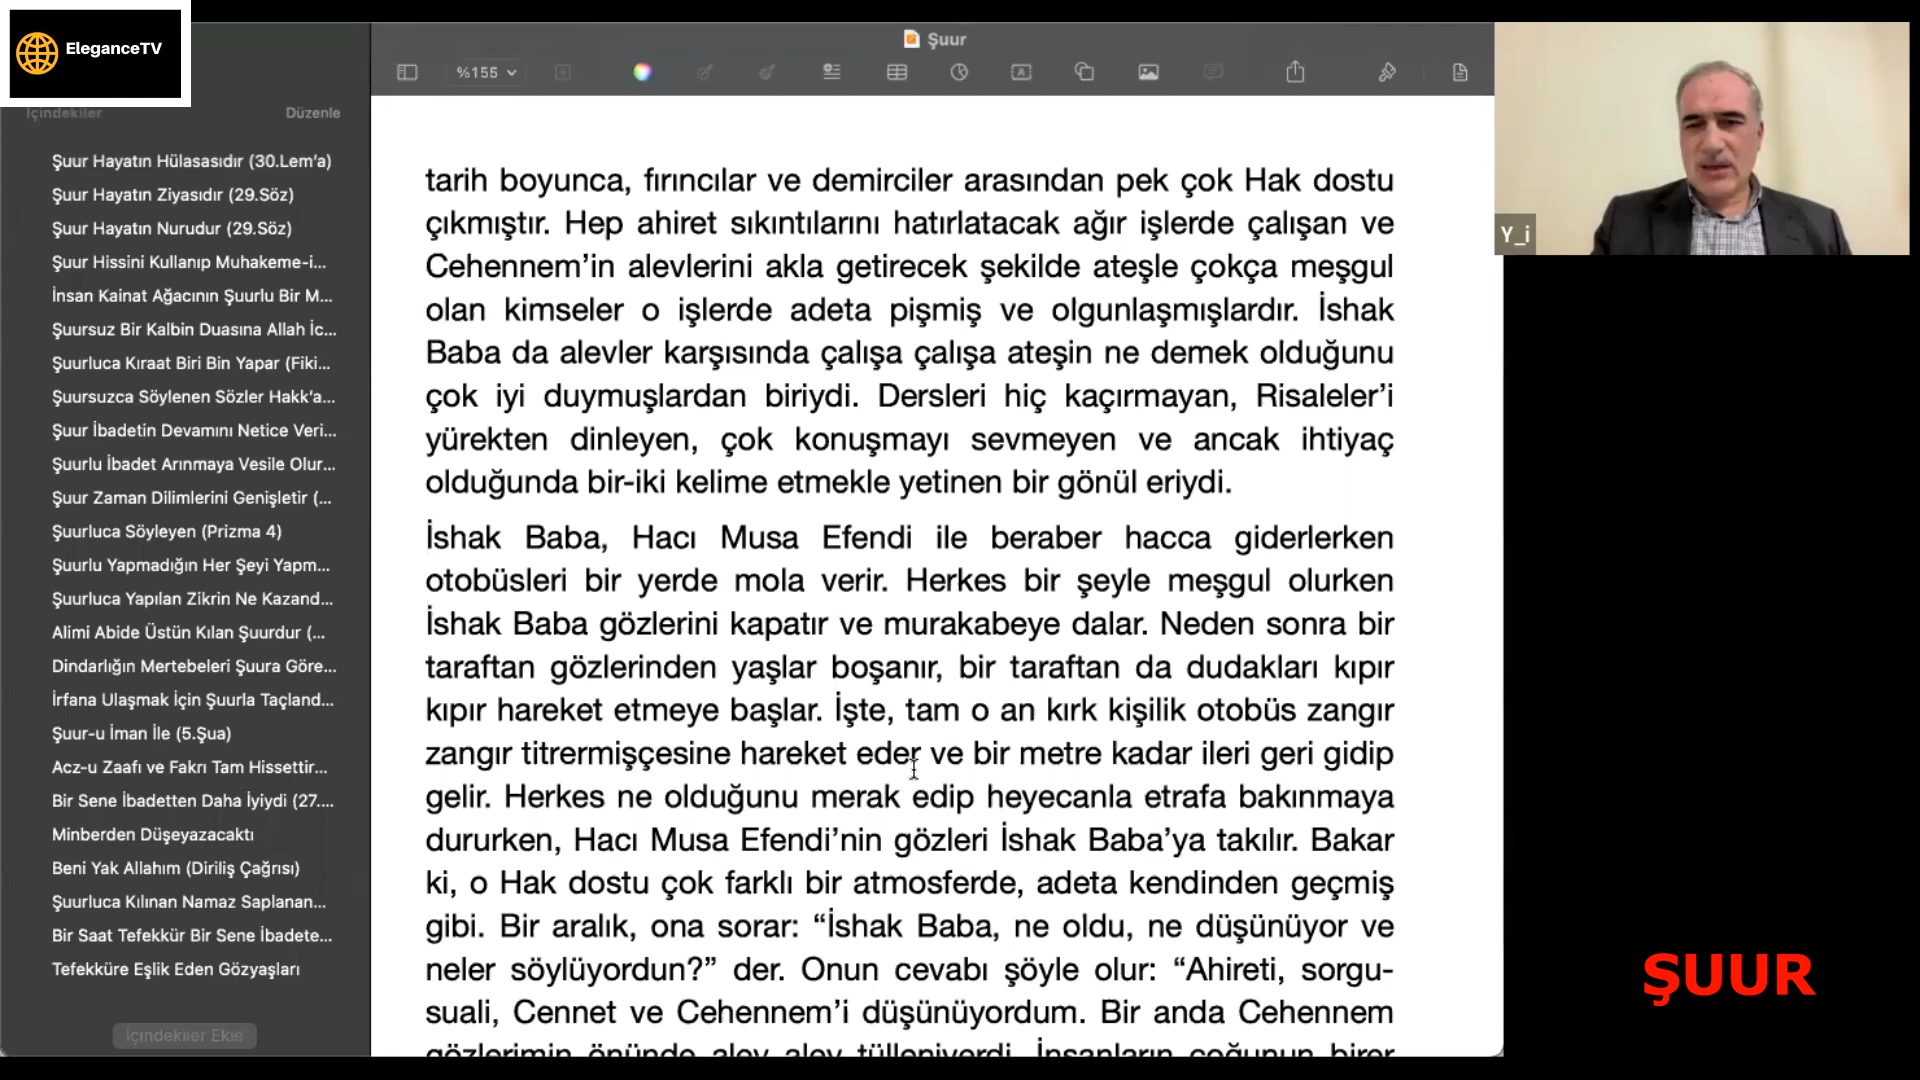 EleganceTV
Şuur
%155
İçindekiler
Düzenle
Şuur Hayatın Hülasasıdır (30.Lem'a)
Şuur Hayatın Ziyasıdır (29.Söz)
Şuur Hayatın Nurudur (29.Söz)
Şuur Hissini Kullanıp Muhakeme-i...
İnsan Kainat Ağacının Şuurlu Bir M...
Şuursuz Bir Kalbin Duasına Allah İc...
Şuurluca Kıraat Biri Bin Yapar (Fiki...
Şuursuzca Söylenen Sözler Hakk'a...
Şuur İbadetin Devamını Netice Veri...
Şuurlu İbadet Arınmaya Vesile Olur...
Şuur Zaman Dilimlerini Genişletir (...
Şuurluca Söyleyen (Prizma 4)
Şuurlu Yapmadığın Her Şeyi Yapm...
Şuurluca Yapılan Zikrin Ne Kazand...
Alimi Abide Üstün Kılan Şuurdur (...
Dindarlığın Mertebeleri Şuura Göre...
İrfana Ulaşmak İçin Şuurla Taçland...
Şuur-u İman İle (5.Şua)
Acz-u Zaafı ve Fakrı Tam Hissettir...
Bir Sene İbadetten Daha İyiydi (27....
Minberden Düşeyazacaktı
Beni Yak Allahım (Diriliş Çağrısı)
Şuurluca Kılınan Namaz Saplanan...
Bir Saat Tefekkür Bir Sene İbadete...
Tefekküre Eşlik Eden Gözyaşları
İçindekiler Ekle
tarih boyunca, fırıncılar ve demirciler arasından pek çok Hak dostu
çıkmıştır. Hep ahiret sıkıntılarını hatırlatacak ağır işlerde çalışan ve
Cehennem'in alevlerini akla getirecek şekilde ateşle çokça meşgul
olan kimseler o işlerde adeta pişmiş ve olgunlaşmışlardır. İshak
Baba da alevler karşısında çalışa çalışa ateşin ne demek olduğunu
çok iyi duymuşlardan biriydi. Dersleri hiç kaçırmayan, Risaleler'i
yürekten dinleyen, çok konuşmayı sevmeyen ve ancak ihtiyaç
olduğunda bir-iki kelime etmekle yetinen bir gönül eriydi.
İshak Baba, Hacı Musa Efendi ile beraber hacca giderlerken
otobüsleri bir yerde mola verir. Herkes bir şeyle meşgul olurken
İshak Baba gözlerini kapatır ve murakabeye dalar. Neden sonra bir
taraftan gözlerinden yaşlar boşanır, bir taraftan da dudakları kıpır
kıpır hareket etmeye başlar. İşte, tam o an kırk kişilik otobüs zangır
zangır titrermişçesine hareket eder ve bir metre kadar ileri geri gidip
gelir. Herkes ne olduğunu merak edip heyecanla etrafa bakınmaya
dururken, Hacı Musa Efendi'nin gözleri İshak Baba'ya takılır. Bakar
ki, o Hak dostu çok farklı bir atmosferde, adeta kendinden geçmiş
gibi. Bir aralık, ona sorar: “İshak Baba, ne oldu, ne düşünüyor ve
neler söylüyordun?” der. Onun cevabı şöyle olur: “Ahireti, sorgu-
suali, Cennet ve Cehennem'i düşünüyordum. Bir anda Cehennem
gözlerimin önünde alev alev tülleniverdi. İnsanların çoğunun birer
Y_i
ŞUUR